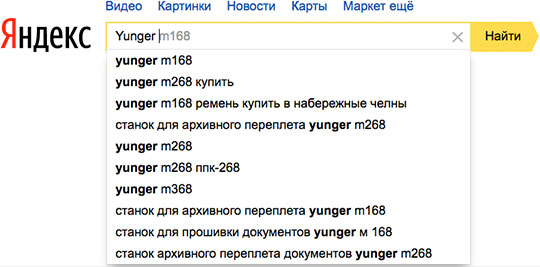 Видео Картинки Новости Карты Маркет ещё
Яндекс Yunger m168 Найти
yunger m168
yunger m268 купить
yunger m168 ремень купить в набережные челны
станок для архивного переплета yunger m268
yunger m268
yunger m268 ппк-268
yunger m368
станок для архивного переплета yunger m168
станок для прошивки документов yunger м 168
станок архивного переплета документов yunger m268